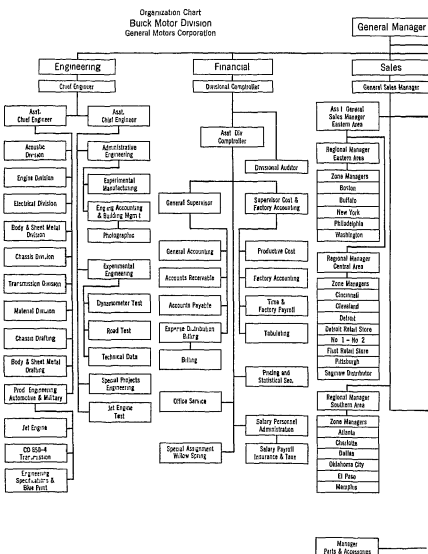 Organization Chart
Buick Motor Division
General Motors Corporation
General Manager
Engineering
Chief Engineer
Asst.
Chief Engineer
Acoustic
Division
Engine Division
Electrical Division
Body & Sheet Metal
Division
Chassis Division
Transmission Division
Material Division
Chassis Drafting
Body & Sheet Metal
Drafting
Prod Engineering
Automotive & Military
Jet Engine
CD 850-4
Transmission
Engineering
Specifications &
Blue Print
Asst.
Chief Engineer
Administrative
Engineering
Experimental
Manufacturing
Eng'ing Accounting
& Building Mgm't
Photographic
Experimental
Engineering
Dynamometer Test
Road Test
Technical Data
Special Projects
Engineering
Jet Engine
Test
Financial
Divisional Comptroller
Asst Div
Comptroller
Divisional Auditor
General Supervisor
General Accounting
Accounts Receivable
Accounts Payable
Expense Distribution
Billing
Billing
Office Service
Special Assignment
Willow Spring
Supervisor Cost &
Factory Accounting
Productive Cost
Factory Accounting
Time &
Factory Payroll
Tabulating
Pricing and
Statistical Sec.
Salary Personnel
Administration
Salary Payroll
Insurance & Time
Sales
General Sales Manager
Ass't General
Sales Manager
Eastern Area
Regional Manager
Eastern Area
Zone Managers
Boston
Buffalo
New York
Philadelphia
Washington
Regional Manager
Central Area
Zone Managers
Cincinnati
Cleveland
Detroit
Detroit Retail Store
No 1 - No 2
Flint Retail Store
Pittsburgh
Saginaw Distributor
Regional Manager
Southern Area
Zone Managers
Atlanta
Charlotte
Dallas
Oklahoma City
El Paso
Memphis
Manager
Parts & Accessories